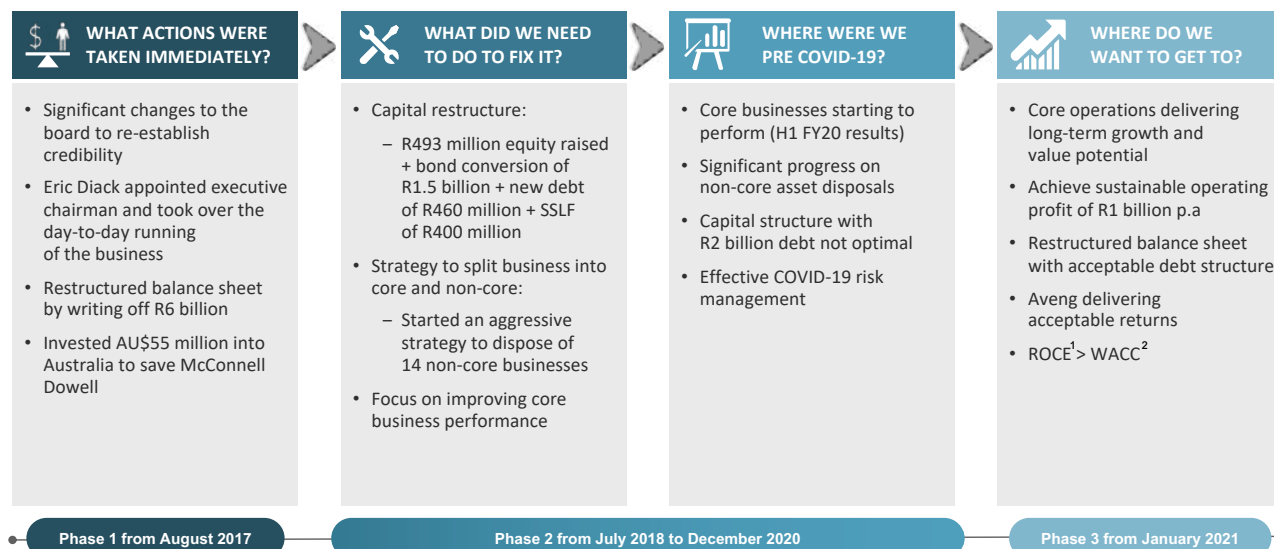 WHAT ACTIONS WERE
TAKEN IMMEDIATELY?
• Significant changes to the
board to re-establish
credibility
• Eric Diack appointed executive
chairman and took over the
day-to-day running
of the business
• Restructured balance sheet
by writing off R6 billion
• Invested AU$55 million into
Australia to save McConnell
Dowell
WHAT DID WE NEED
TO DO TO FIX IT?
• Capital restructure:
– R493 million equity raised
+ bond conversion of
R1.5 billion + new debt
of R460 million + SSLF
of R400 million
• Strategy to split business into
core and non-core:
– Started an aggressive
strategy to dispose of
14 non-core businesses
• Focus on improving core
business performance
WHERE WERE WE
PRE COVID-19?
• Core businesses starting to
perform (H1 FY20 results)
• Significant progress on
non-core asset disposals
• Capital structure with
R2 billion debt not optimal
• Effective COVID-19 risk
management
WHERE DO WE
WANT TO GET TO?
• Core operations delivering
long-term growth and
value potential
• Achieve sustainable operating
profit of R1 billion p.a
• Restructured balance sheet
with acceptable debt structure
• Aveng delivering
acceptable returns
• ROCE¹ > WACC²
Phase 1 from August 2017
Phase 2 from July 2018 to December 2020
Phase 3 from January 2021